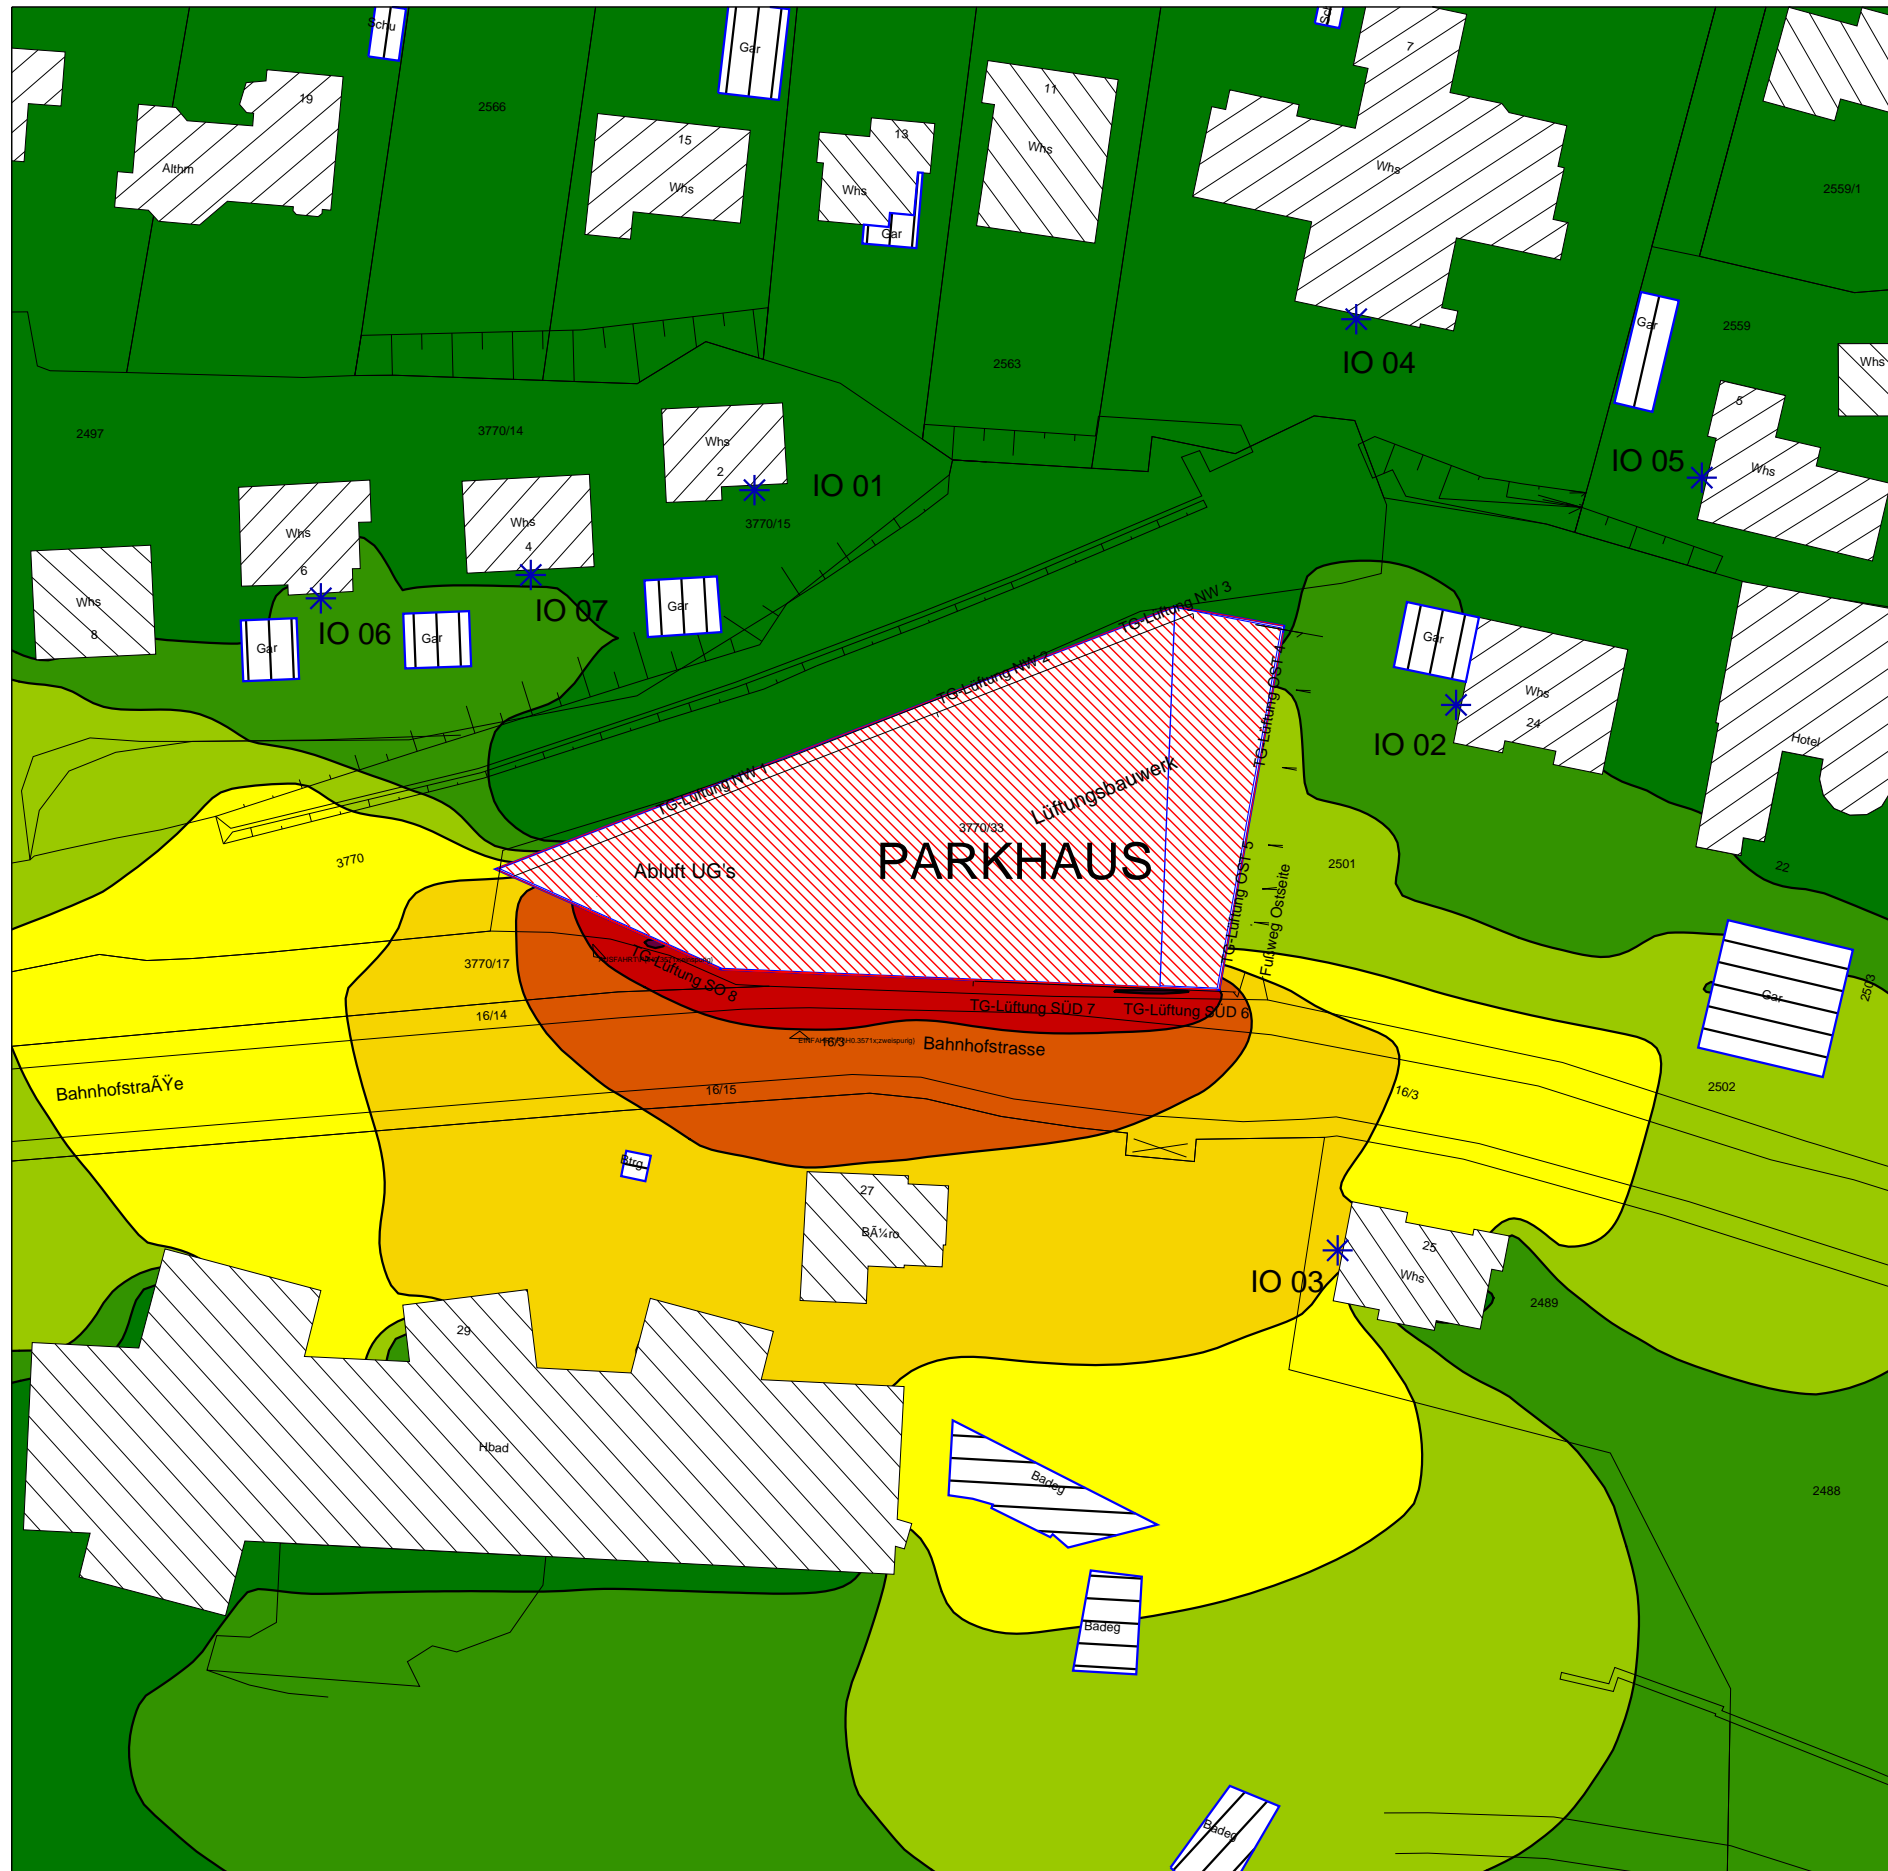 Schu
Gar
7
19
2566
11
15
13
Whs
Althm
Whs
Whs
Whs
2559/1
Gar
Gar
2559
IO 04
2563
Whs
5
2497
3770/14
Whs
2
IO 01
IO 05
Whs
3770/15
Whs
Whs
4
6
IO 07
IO 06
Whs
8
Gar
Gar
Gar
TG-Lüftung NW 3
TG-Lüftung NW 2
TG-Lüftung NW 1
TG-Lüftung OST 4
Gar
Whs
24
IO 02
Hotel
Lüftungsbauwerk
3770/33
PARKHAUS
Abluft UG's
3770
2501
22
TG-Lüftung OST 5
Fußweg Ostseite
3770/17
TG-Lüftung SO 8
Gar
2503
16/14
TG-Lüftung SÜD 7
TG-Lüftung SÜD 6
16/3
Bahnhofstrasse
BahnhofstraÃŸe
16/15
16/3
2502
Btrg
27
BÃ¼ro
IO 03
25
Whs
2489
29
Hbad
Badeg
2488
Badeg
Badeg